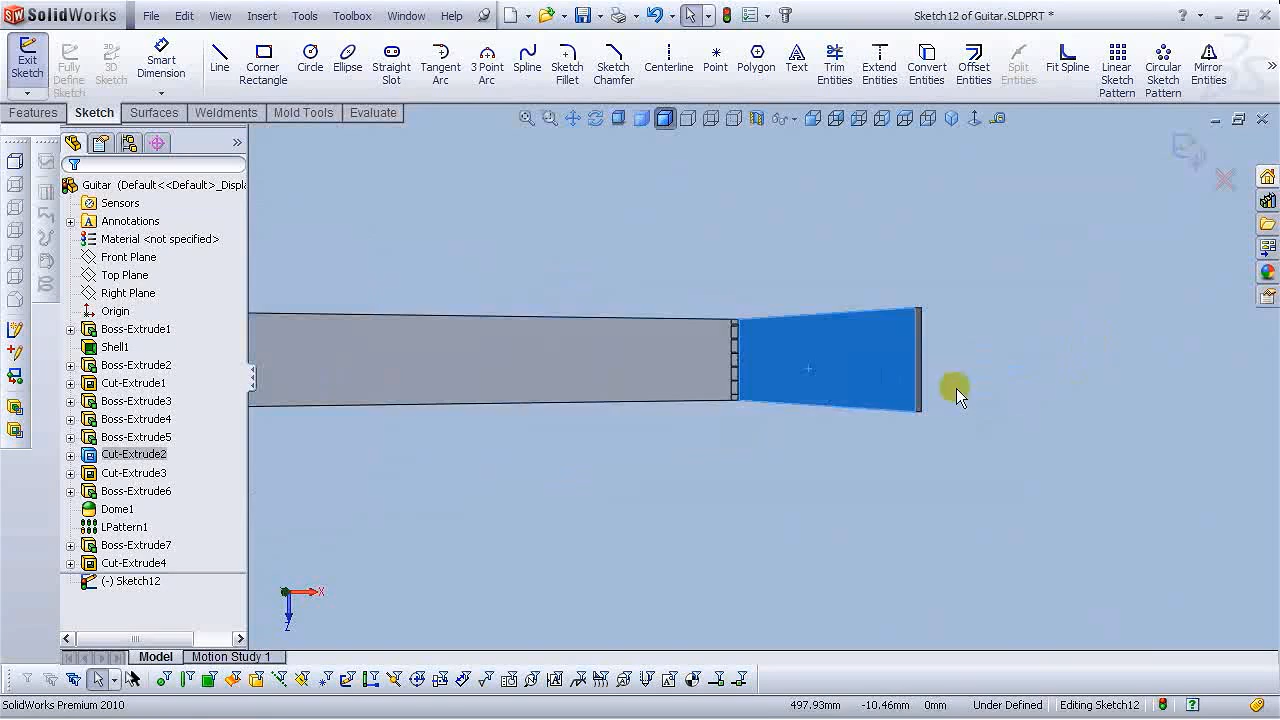 SolidWorks File Edit View Insert Tools Toolbox Window Help Sketch12 of Guitar.SLDPRT *
Exit Sketch
Fully Define Sketch
3D Sketch
Smart Dimension
Line
Corner Rectangle
Circle
Ellipse
Straight Slot
Tangent Arc
3 Point Arc
Spline
Sketch Fillet
Sketch Chamfer
Centerline
Point
Polygon
Text
Trim Entities
Extend Entities
Convert Entities
Offset Entities
Split Entities
Fit Spline
Linear Sketch Pattern
Circular Sketch Pattern
Mirror Entities
Features Sketch Surfaces Weldments Mold Tools Evaluate
Guitar (Default<<Default>_Displ
Sensors
Annotations
Material <not specified>
Front Plane
Top Plane
Right Plane
Origin
Boss-Extrude1
Shell1
Boss-Extrude2
Cut-Extrude1
Boss-Extrude3
Boss-Extrude4
Boss-Extrude5
Cut-Extrude2
Cut-Extrude3
Boss-Extrude6
Dome1
LPattern1
Boss-Extrude7
Cut-Extrude4
(-) Sketch12
X
Z
Model Motion Study 1
SolidWorks Premium 2010 497.93mm -10.46mm 0mm Under Defined Editing Sketch12